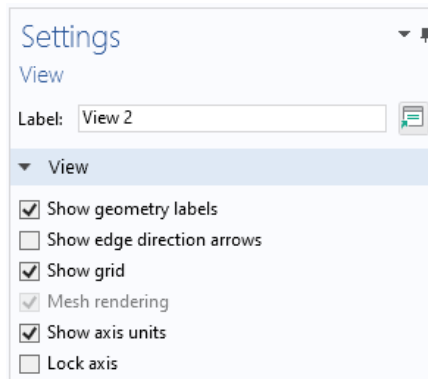 Settings
View
Label: View 2
View
Show geometry labels
Show edge direction arrows
Show grid
Mesh rendering
Show axis units
Lock axis